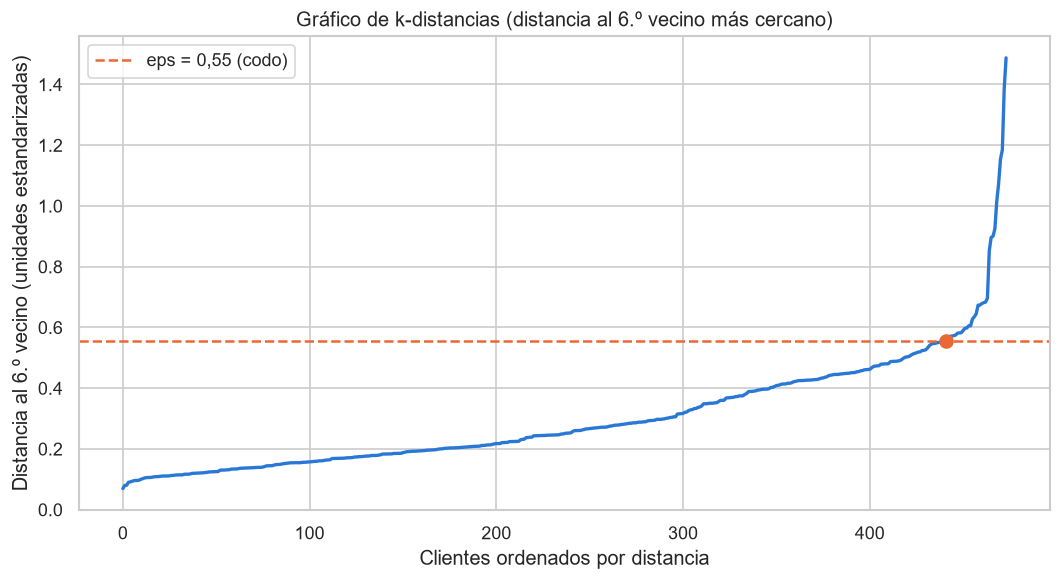 Gráfico de k-distancias (distancia al 6.º vecino más cercano)
eps = 0,55 (codo)
Distancia al 6.º vecino (unidades estandarizadas)
1.4
1.2
1.0
0.8
0.6
0.4
0.2
0.0
0 100 200 300 400
Clientes ordenados por distancia